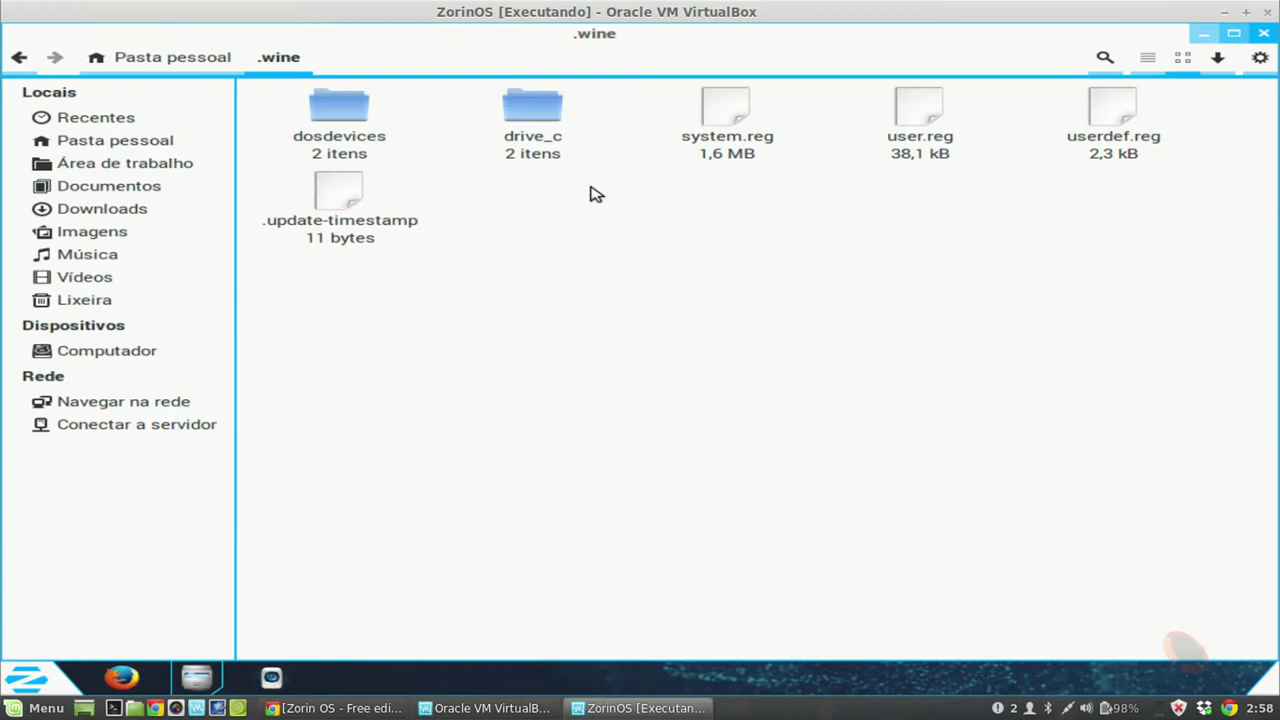 ZorinOS [Executando] - Oracle VM VirtualBox
.wine
Pasta pessoal
.wine
Locais
Recentes
Pasta pessoal
Área de trabalho
Documentos
Downloads
Imagens
Música
Vídeos
Lixeira
Dispositivos
Computador
Rede
Navegar na rede
Conectar a servidor
dosdevices
2 itens
drive_c
2 itens
system.reg
1,6 MB
user.reg
38,1 kB
userdef.reg
2,3 kB
.update-timestamp
11 bytes
Menu
[Zorin OS - Free edi...
Oracle VM VirtualB...
ZorinOS [Executan...
2
98%
2:58